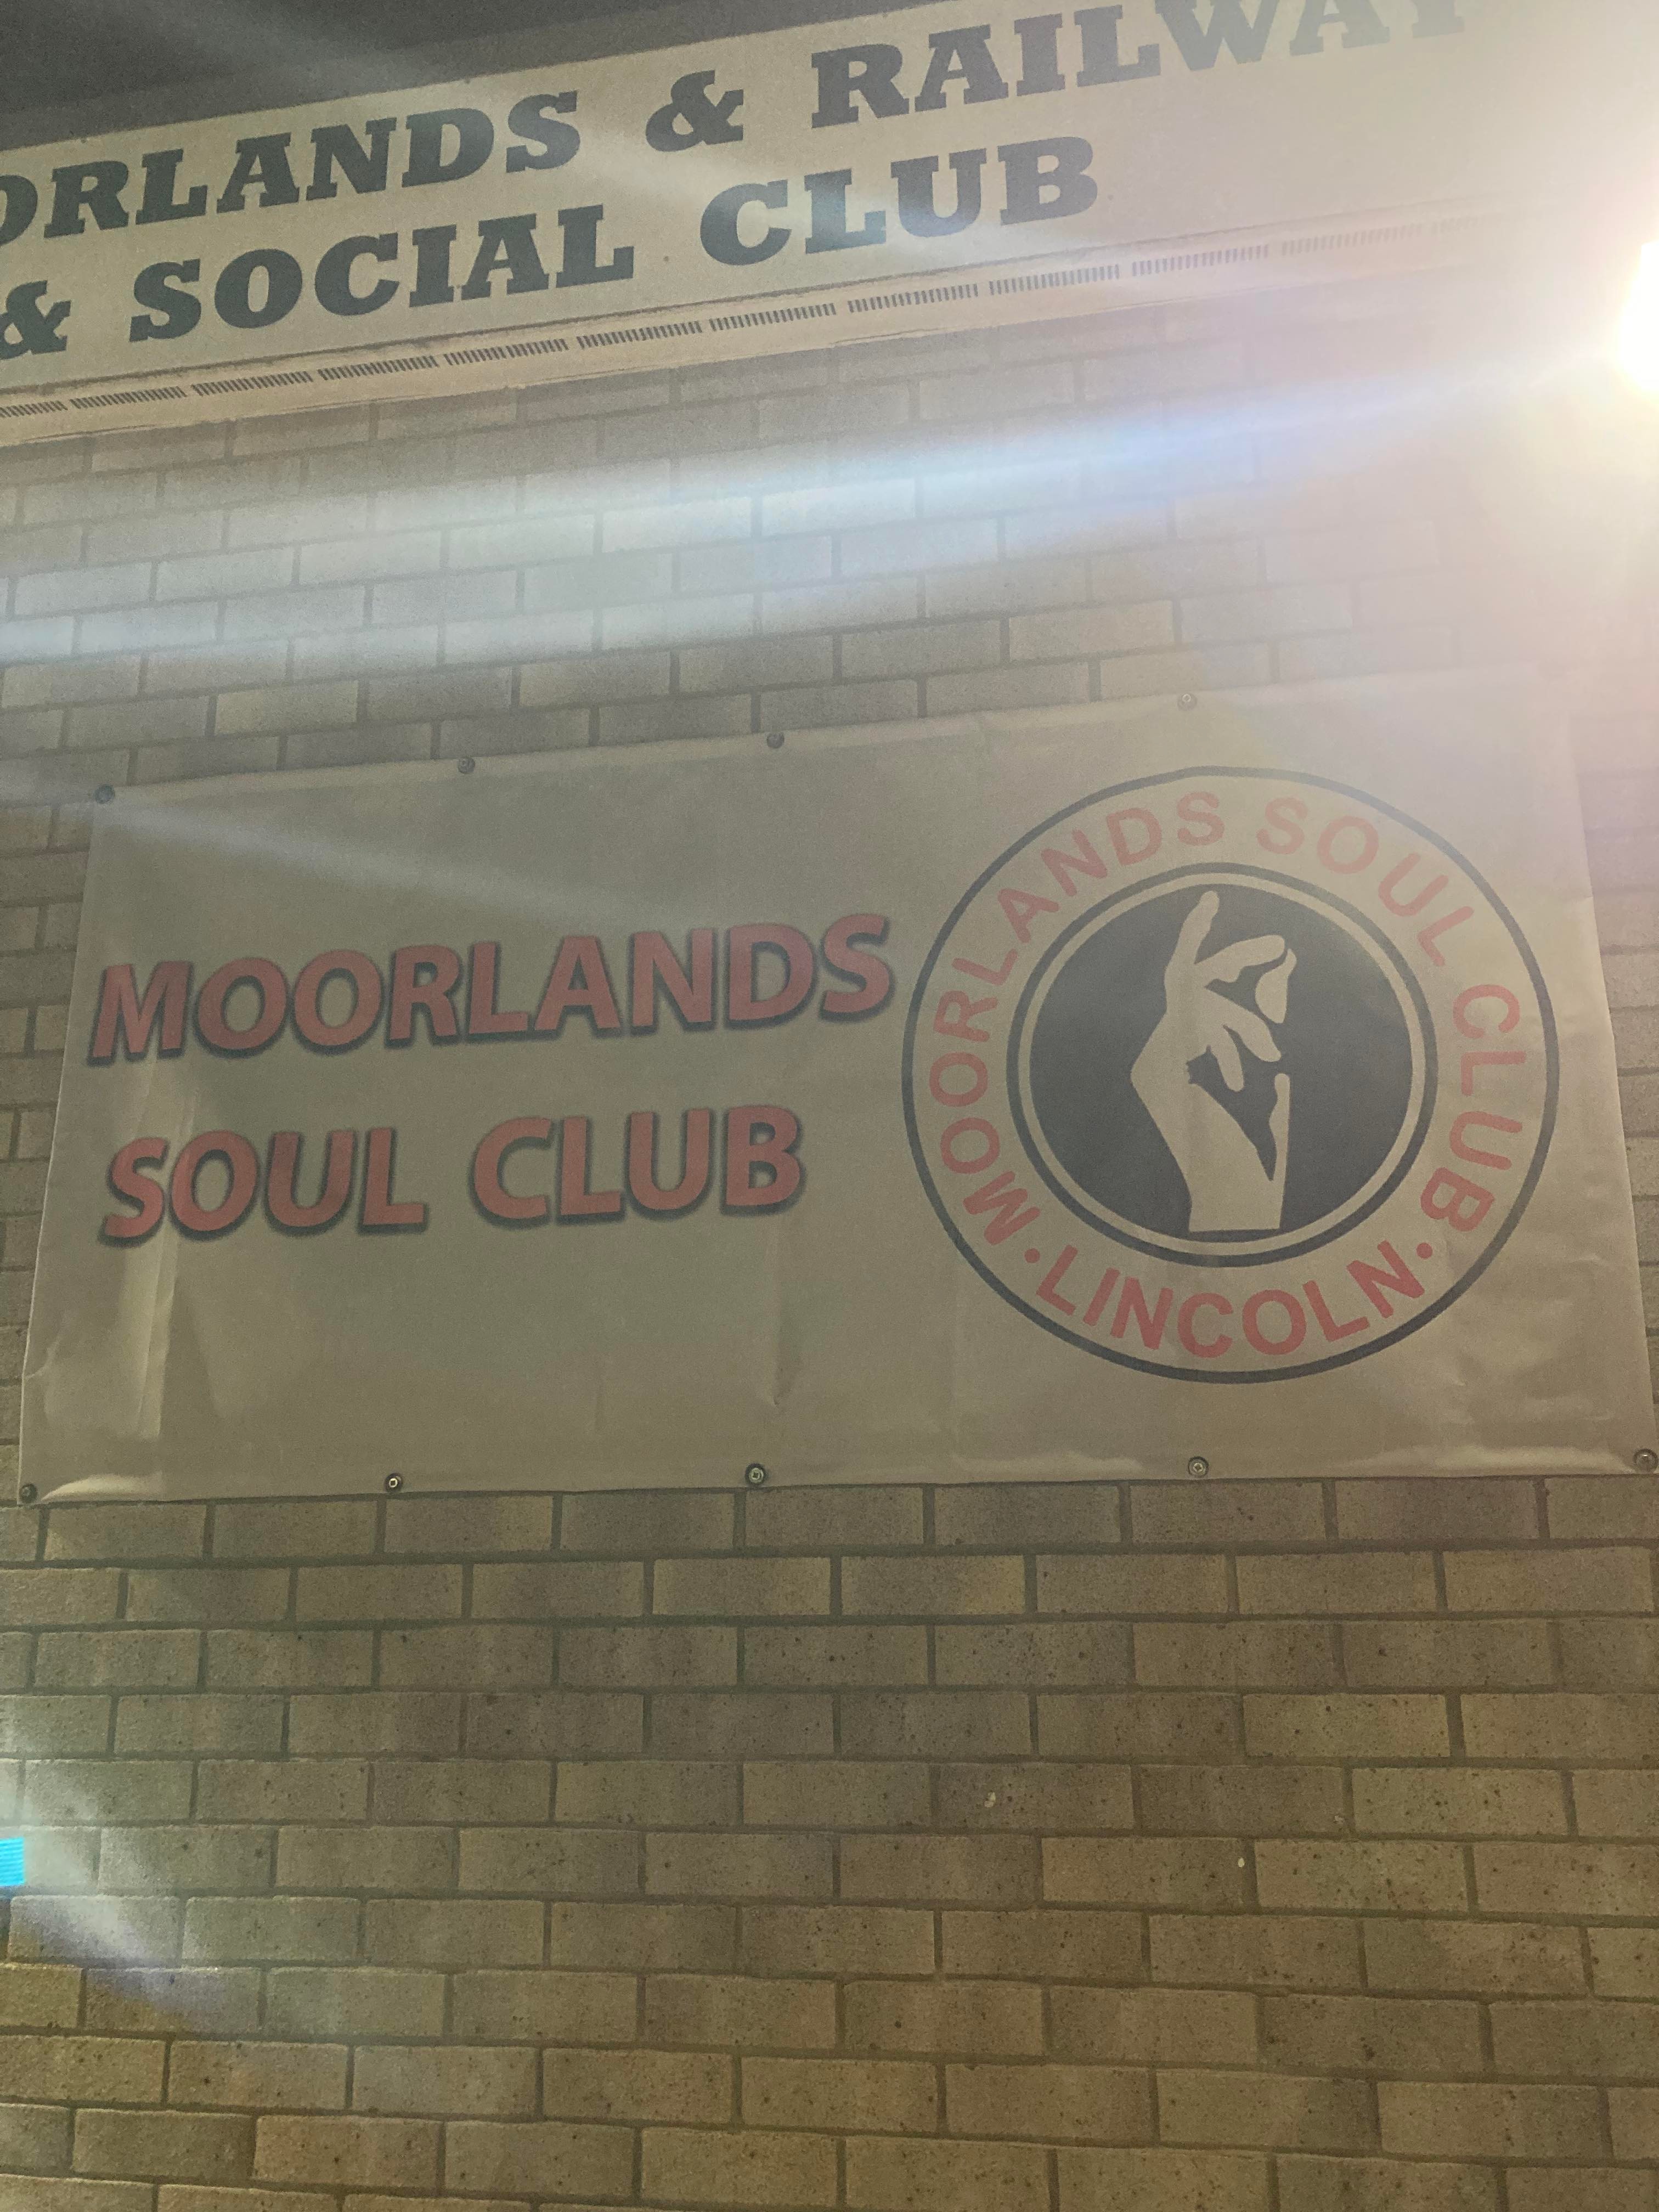 ORLANDS & RAILWAY
& SOCIAL CLUB
MOORLANDS
SOUL CLUB
MOORLANDS SOUL CLUB
• LINCOLN •